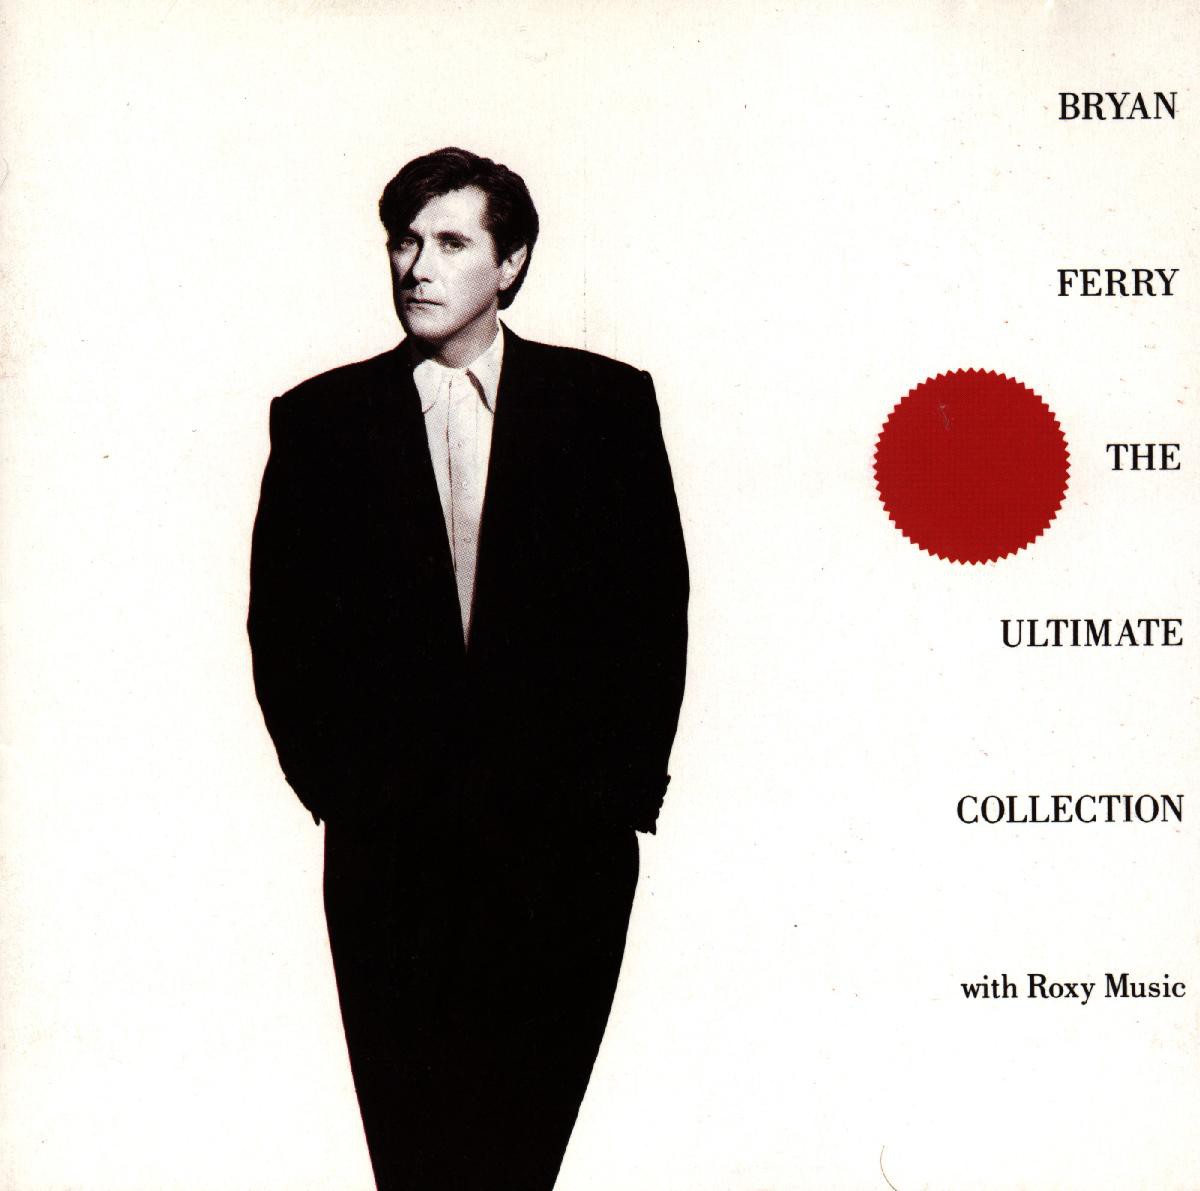 BRYAN
FERRY
THE
ULTIMATE
COLLECTION
with Roxy Music